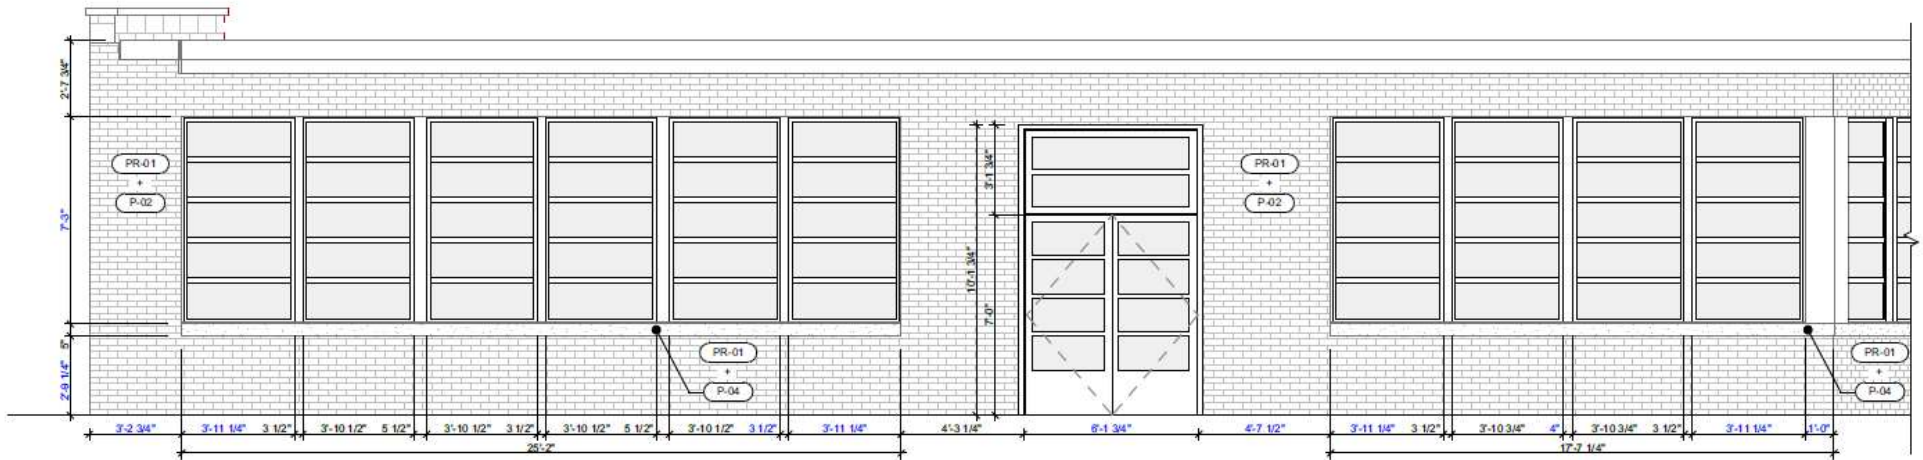 2'-7 3/4"
7'-3"
5"
2'-9 1/4"
PR-01
+
P-02
PR-01
+
P-04
10'-1 3/4"
3'-1 3/4"
7'-0"
PR-01
+
P-02
PR-01
+
P-04
3'-2 3/4" 3'-11 1/4" 3 1/2" 3'-10 1/2" 5 1/2" 3'-10 1/2" 3 1/2" 3'-10 1/2" 5 1/2" 3'-10 1/2" 3 1/2" 3'-11 1/4" 4'-3 1/4" 6'-1 3/4" 4'-7 1/2" 3'-11 1/4" 3 1/2" 3'-10 3/4" 4" 3'-10 3/4" 3 1/2" 3'-11 1/4" 1'-0"
25'-2" 17'-7 1/4"